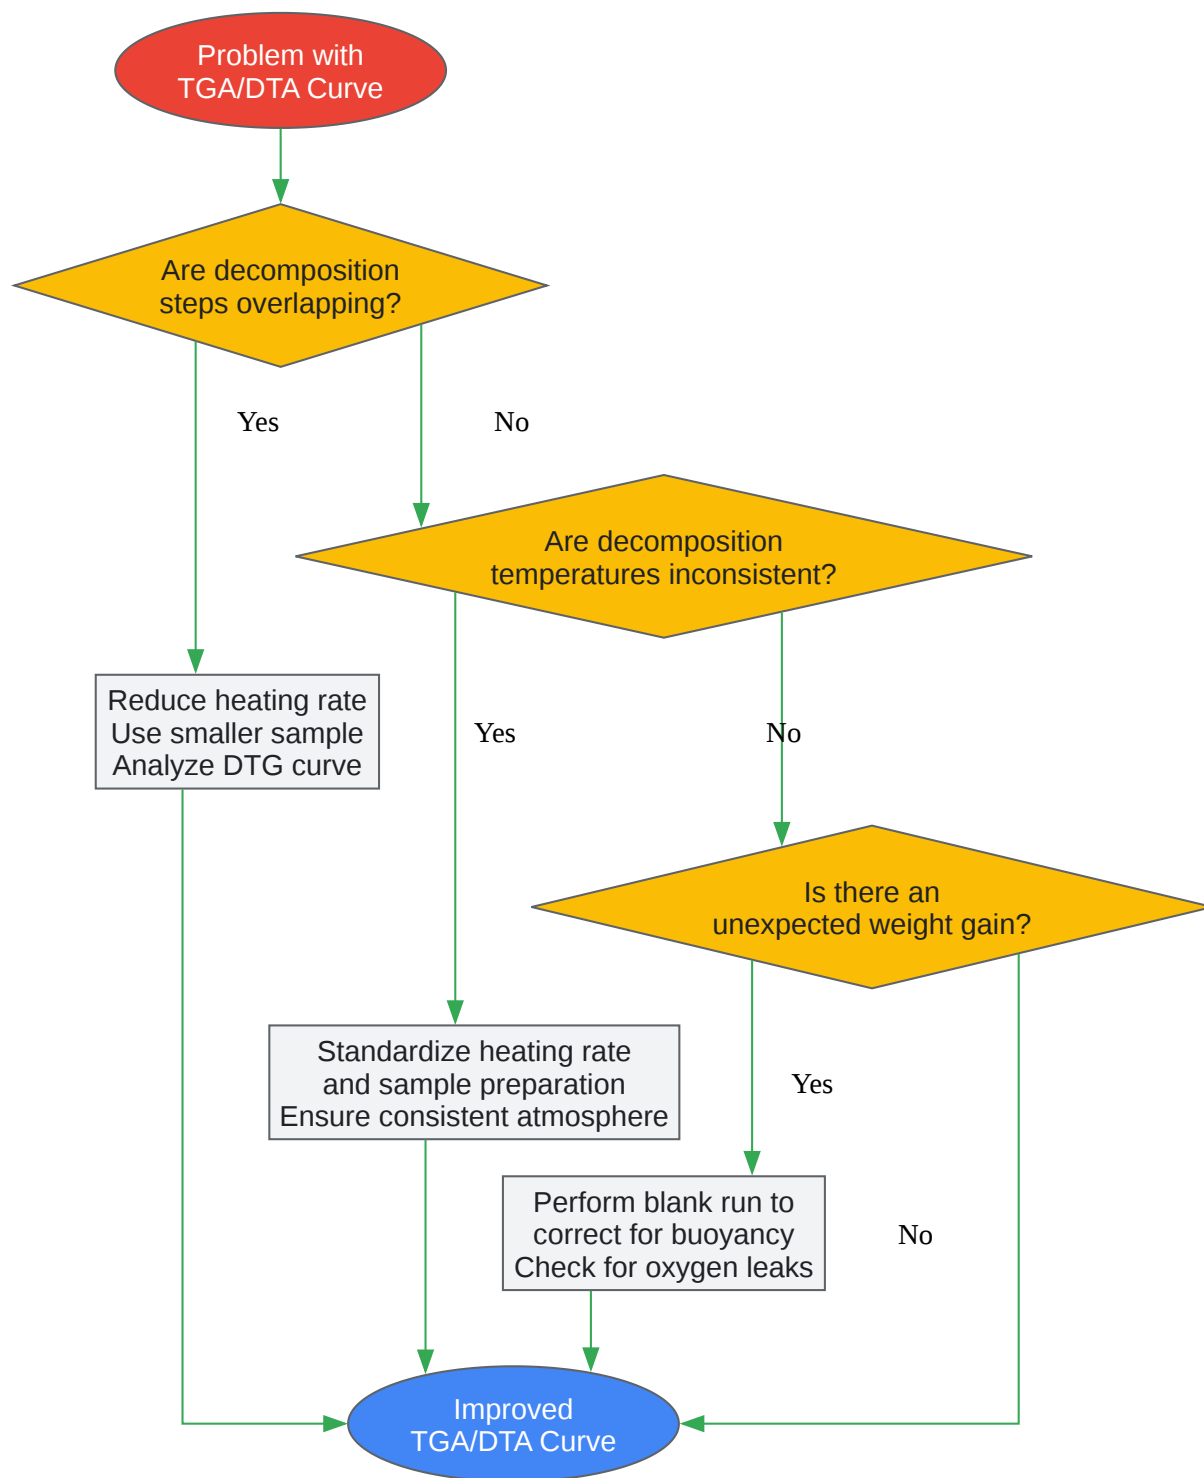 Problem with
TGA/DTA Curve
Are decomposition
steps overlapping?
Yes
No
Are decomposition
temperatures inconsistent?
Reduce heating rate
Use smaller sample
Analyze DTG curve
Yes
No
Is there an
unexpected weight gain?
Standardize heating rate
and sample preparation
Ensure consistent atmosphere
Yes
Perform blank run to
correct for buoyancy
Check for oxygen leaks
No
Improved
TGA/DTA Curve